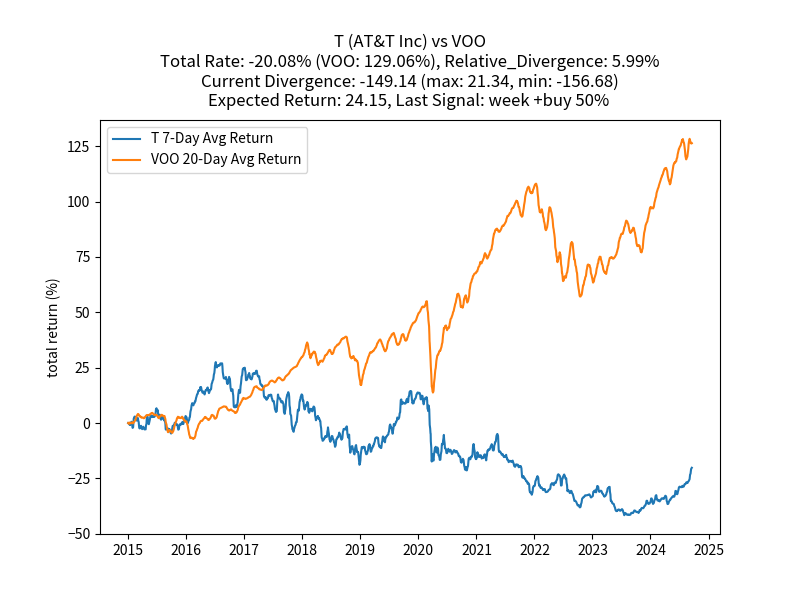 T (AT&T Inc) vs VOO
Total Rate: -20.08% (VOO: 129.06%), Relative_Divergence: 5.99%
Current Divergence: -149.14 (max: 21.34, min: -156.68)
Expected Return: 24.15, Last Signal: week +buy 50%
T 7-Day Avg Return
VOO 20-Day Avg Return
total return (%)
125
100
75
50
25
0
−25
−50
2015 2016 2017 2018 2019 2020 2021 2022 2023 2024 2025